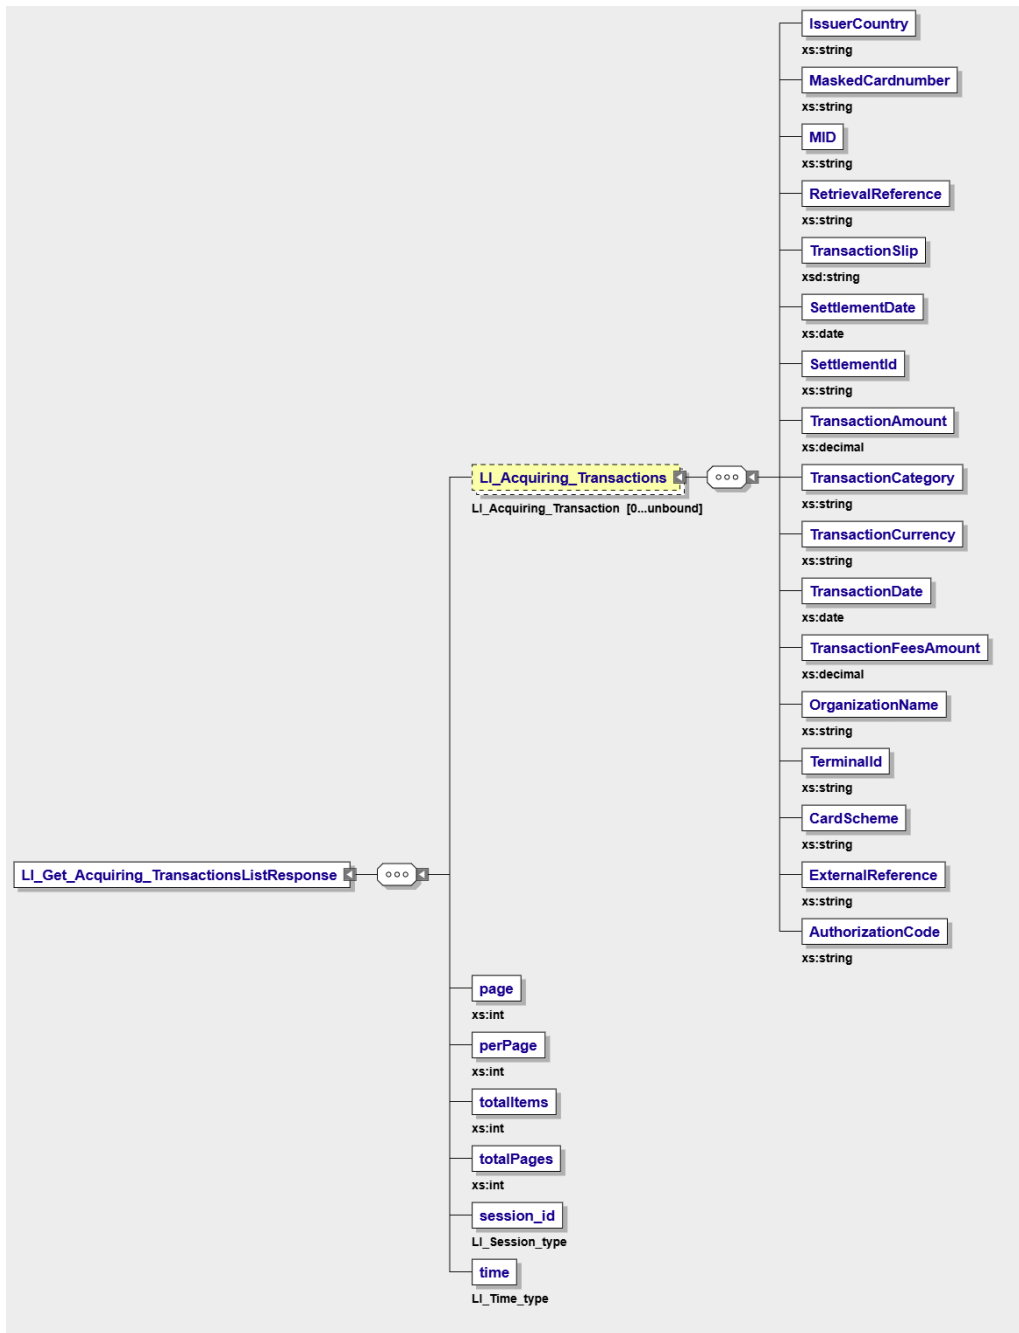 IssuerCountry
xs:string
MaskedCardnumber
xs:string
MID
xs:string
RetrievalReference
xs:string
TransactionSlip
xsd:string
SettlementDate
xs:date
SettlementId
xs:string
TransactionAmount
xs:decimal
LI_Acquiring_Transactions
LI_Acquiring_Transaction [0...unbound]
TransactionCategory
xs:string
TransactionCurrency
xs:string
TransactionDate
xs:date
TransactionFeesAmount
xs:decimal
OrganizationName
xs:string
TerminalId
xs:string
CardScheme
xs:string
LI_Get_Acquiring_TransactionsListResponse
ExternalReference
xs:string
AuthorizationCode
xs:string
page
xs:int
perPage
xs:int
totalItems
xs:int
totalPages
xs:int
session_id
LI_Session_type
time
LI_Time_type